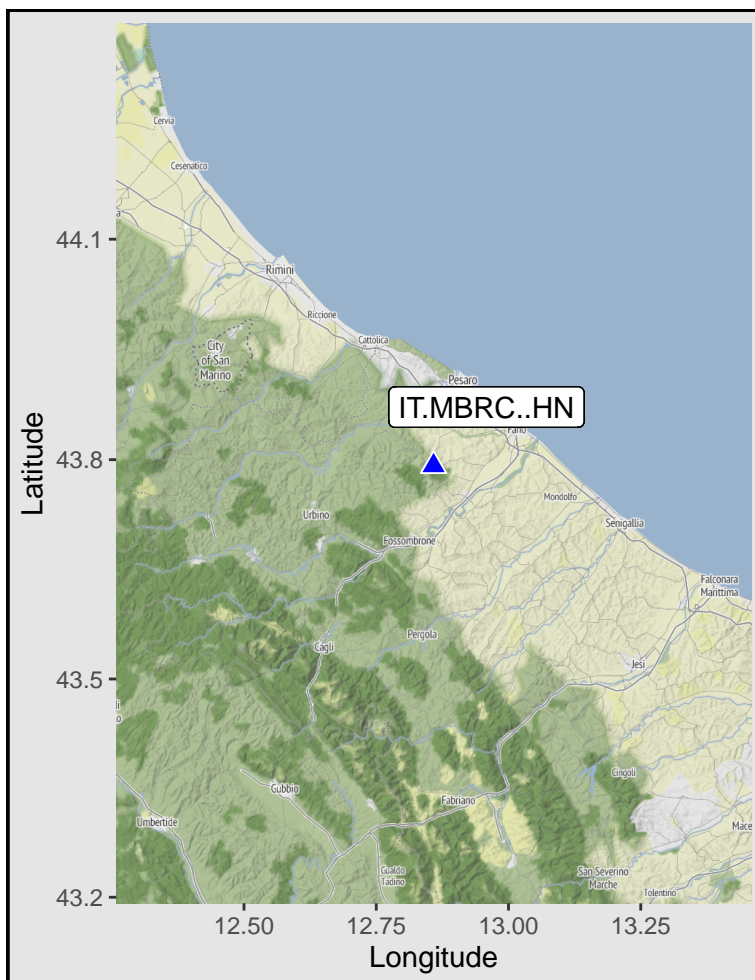 Cervia
Cesenatico
44.1
Rimini
Riccione
Cattolica
City
of San
Marino
Pesaro
IT.MBRC..HN
Fano
43.8
Latitude
Mondolfo
Urbino
Senigallia
Fossombrone
Falconara
Marittima
Pergola
Cagli
Jesi
43.5
Cingoli
Gubbio
Fabriano
Umbertide
Mace
Gualdo
Tadino
San Severino
Marche
Tolentino
43.2
12.50
12.75
13.00
13.25
Longitude